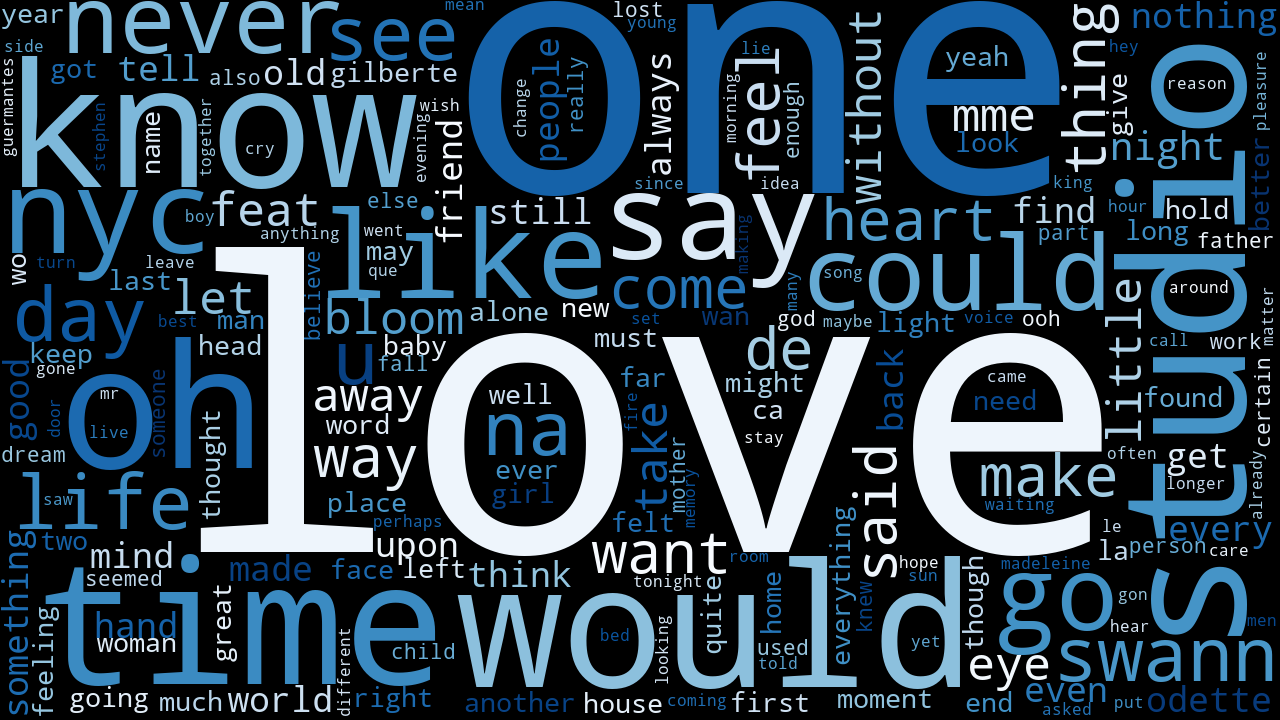 year
never
see
mean
one
lost
young
thing
nothing
side
got
tell
also
old
gilberte
people
really
lie
always
feel
without
yeah
hey
guermantes
know
stephen
name
together
cry
wish
evening
friend
change
morning
enough
mme
look
give
reason
pleasure
night
better
nyc
boy
feat
anything
else
like
still
went
may
que
since
say
idea
making
heart
king
find
part
hour
long
hold
father
studio
wo
turn
leave
last
let
believe
bloom
alone
new
come
many
song
could
little
around
matter
day
best
man
set
wan
god
maybe
light
voice
ooh
call
work
keep
gone
head
baby
u
fall
must
de
oh
mr
live
door
someone
love
away
well
far
might
back
came
need
found
certain
good
dream
thought
word
way
na
ever
girl
fire
take
mother
memory
ca
stay
said
make
waiting
often
get
longer
already
life
saw
place
perhaps
felt
every
something
two
mind
seemed
upon
left
want
room
everything
hope
sun
la
le
person
care
made
face
think
tonight
home
knew
though
madeleine
time
hand
woman
great
would
bed
looking
quite
used
told
yet
go
gon
hear
men
feeling
child
eye
swann
going
much
world
different
right
another
house
coming
first
moment
end
even
asked
put
odette